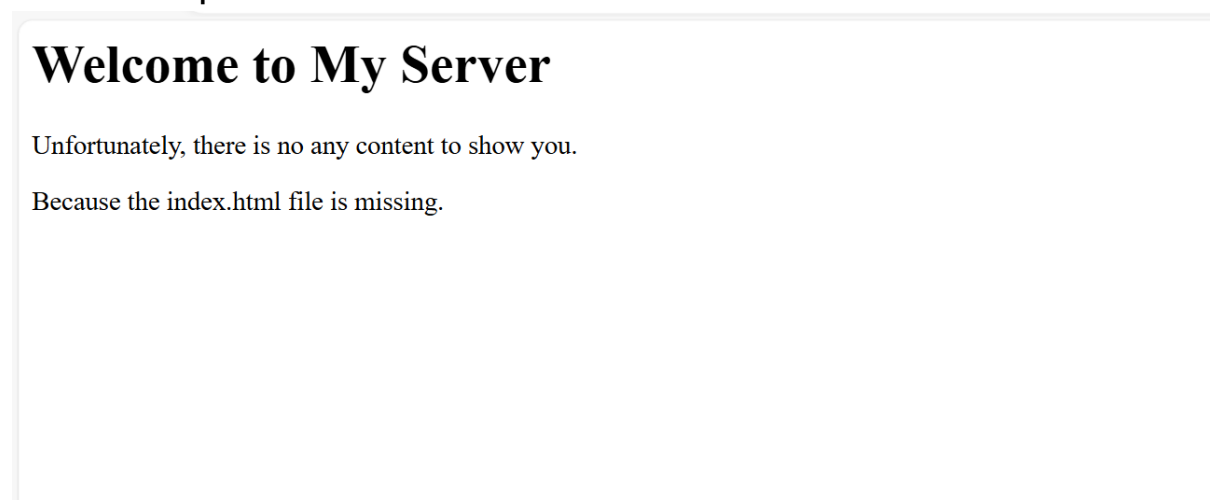 Welcome to My Server
Unfortunately, there is no any content to show you.
Because the index.html file is missing.